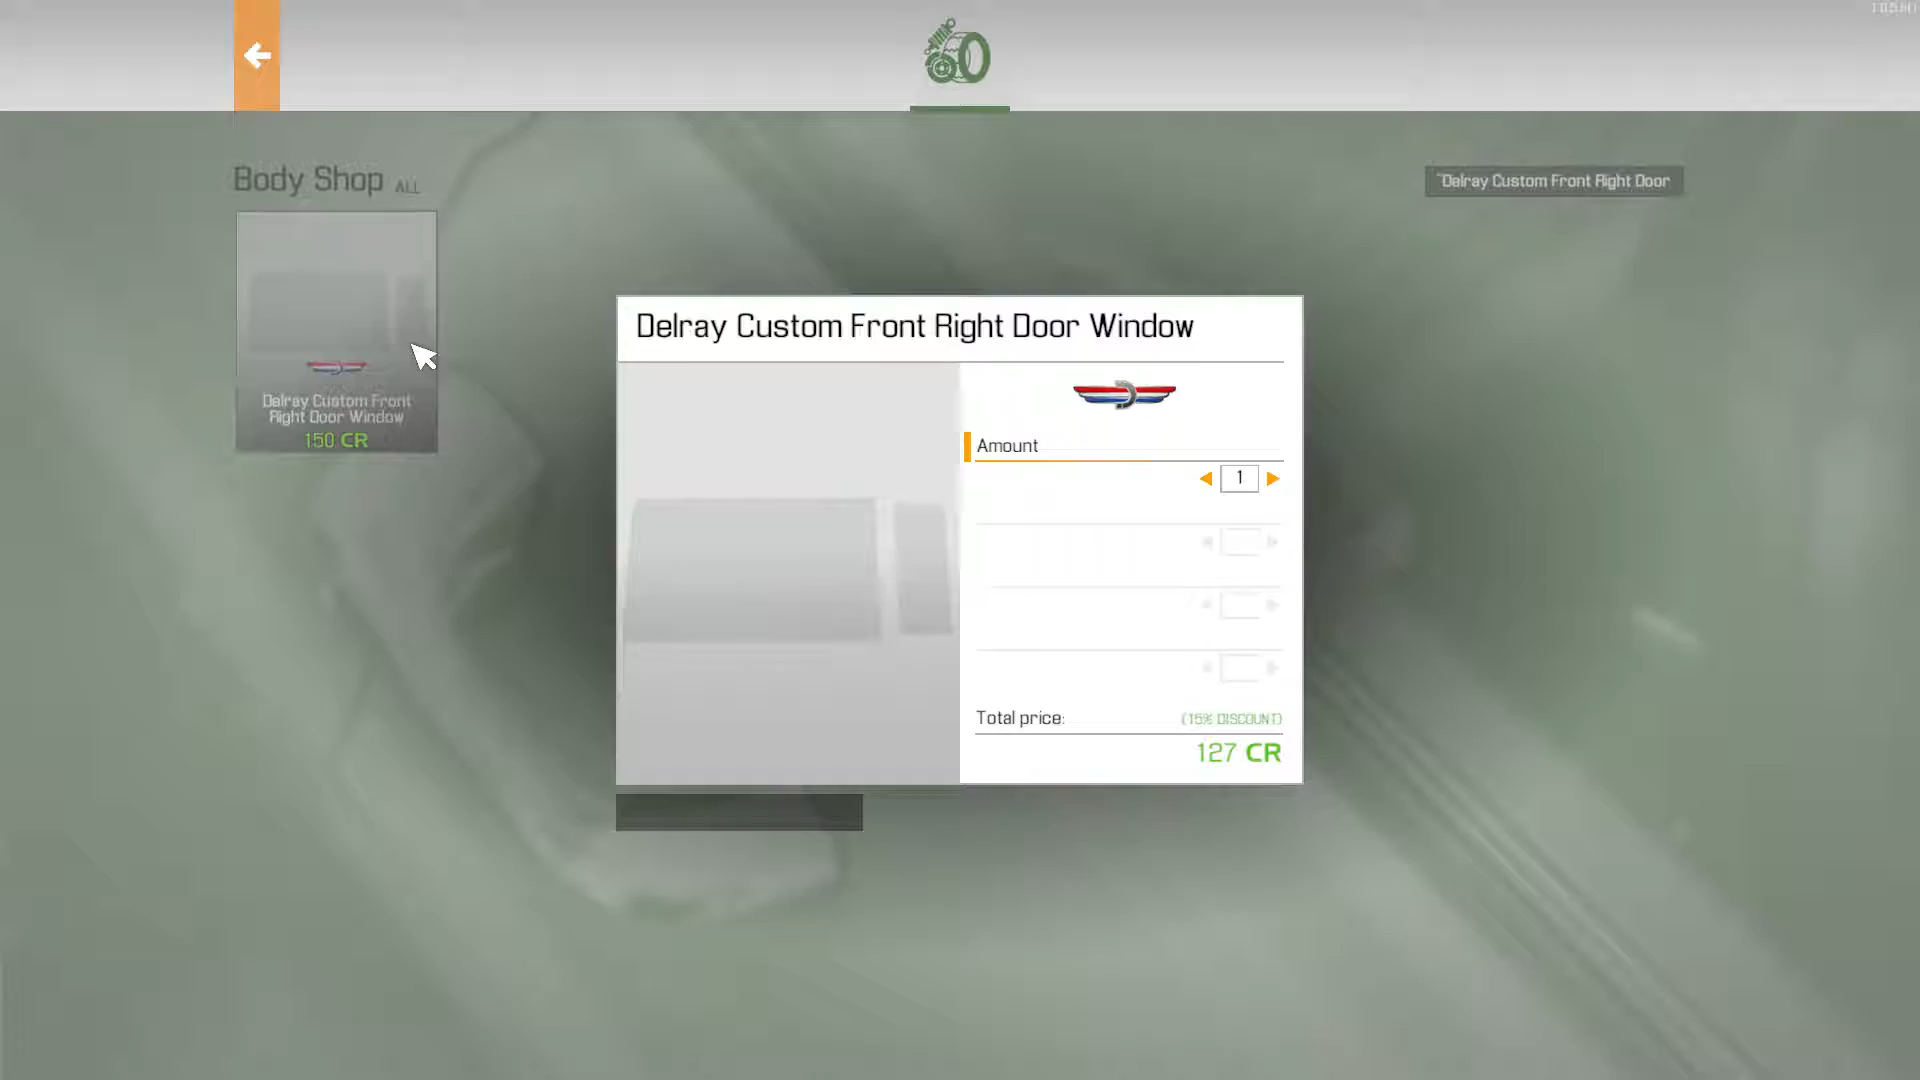 Body Shop ALL
"Delray Custom Front Right Door
Delray Custom Front
Right Door Window
150 CR
Delray Custom Front Right Door Window
Amount
1
Total price:
(15% DISCOUNT)
127 CR